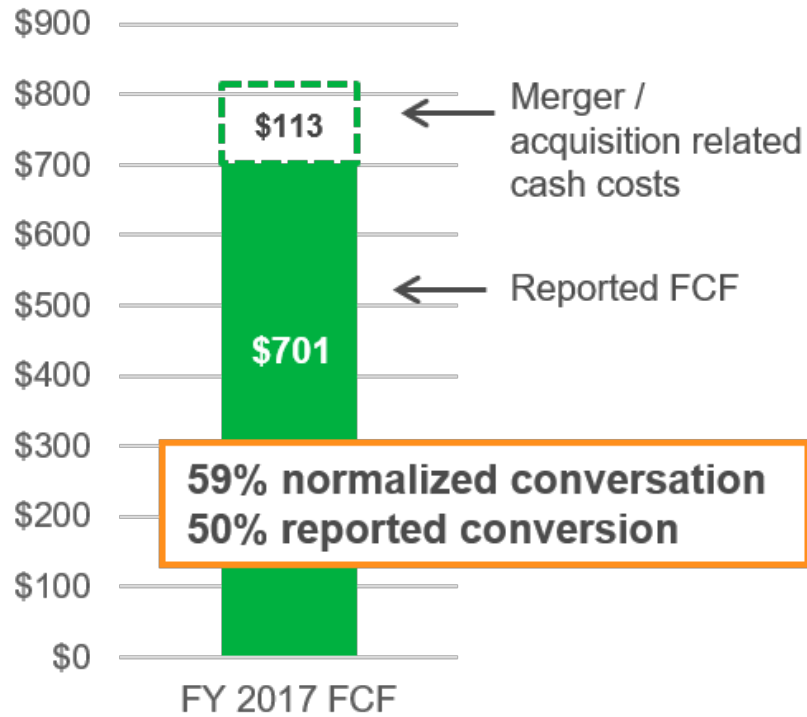 $900
$800
$700
$600
$500
$400
$300
$200
$100
$0
$113
$701
Merger /
acquisition related
cash costs
Reported FCF
59% normalized conversation
50% reported conversion
FY 2017 FCF